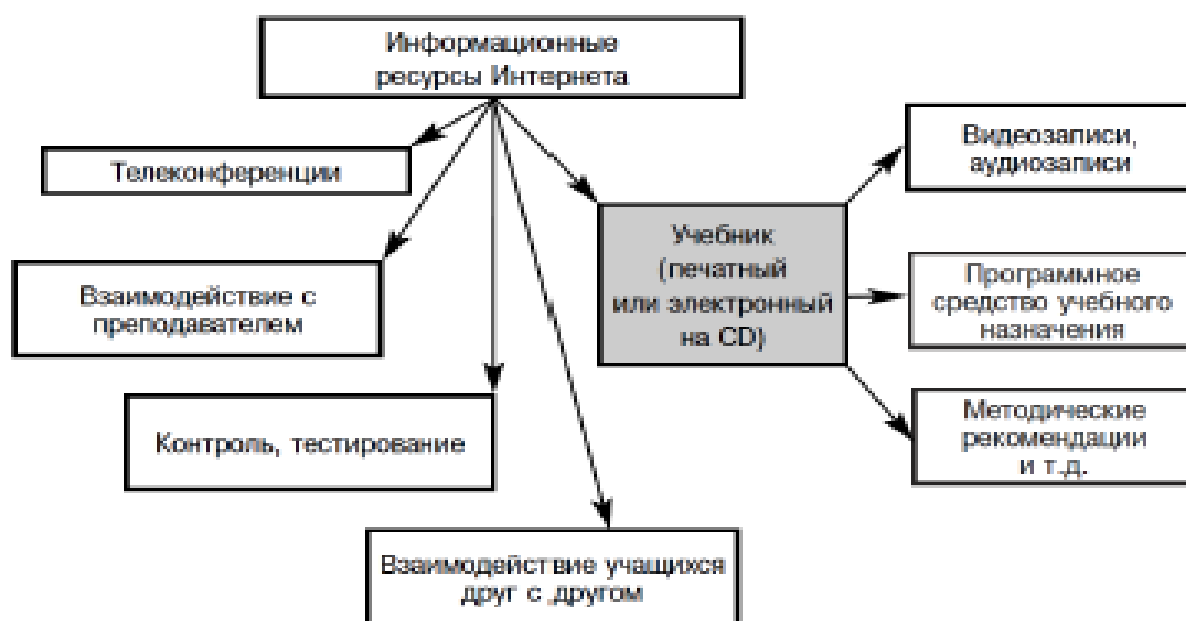 Информационные
ресурсы Интернета
Телеконференции
Взаимодействие с
преподавателем
Контроль, тестирование
Взаимодействие учащихся
друг с другом
Учебник
(печатный
или электронный
на CD)
Видеозаписи,
аудиозаписи
Программное
средство учебного
назначения
Методические
рекомендации
и т.д.